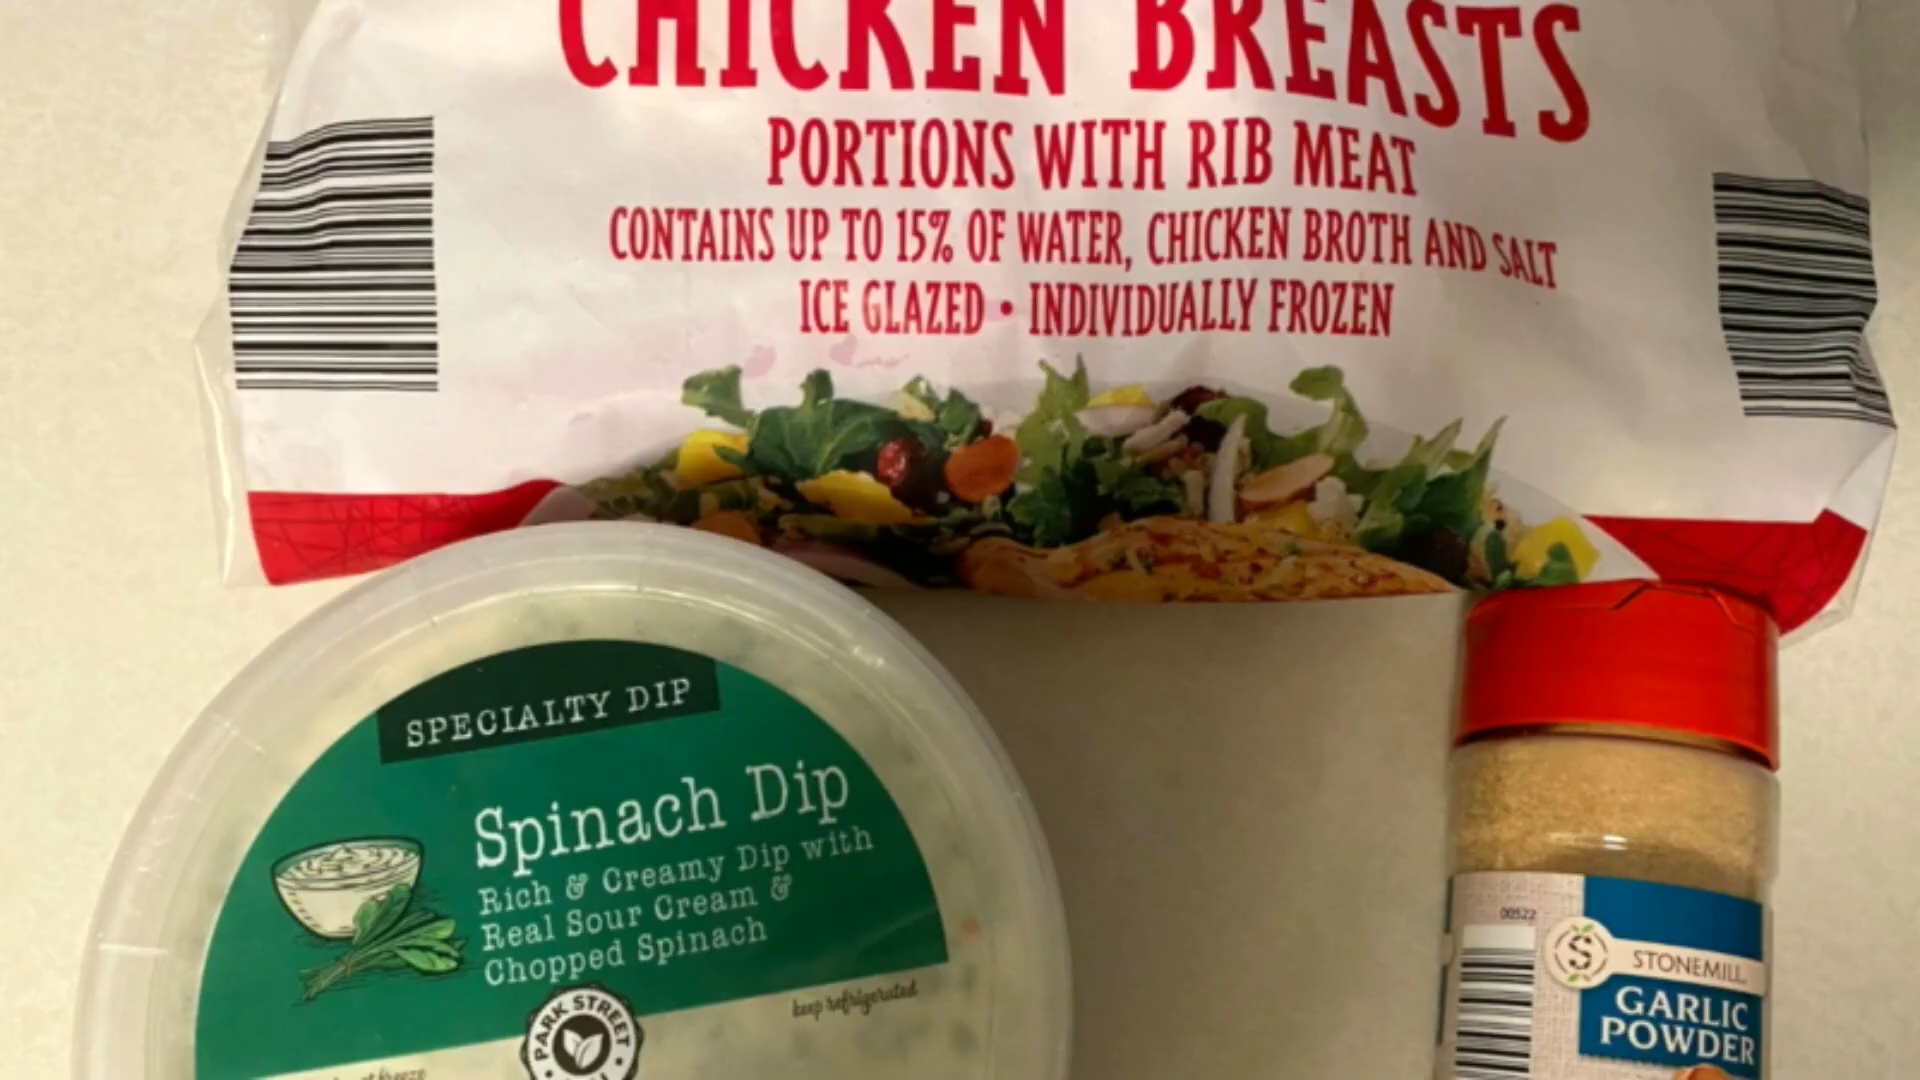 CHICKEN BREASTS
PORTIONS WITH RIB MEAT
CONTAINS UP TO 15% OF WATER, CHICKEN BROTH AND SALT
ICE GLAZED • INDIVIDUALLY FROZEN
SPECIALTY DIP
Spinach Dip
Rich & Creamy Dip with
Real Sour Cream &
Chopped Spinach
keep refrigerated
PARK STREET
freeze
00522
S
STONEMILL
GARLIC
POWDER